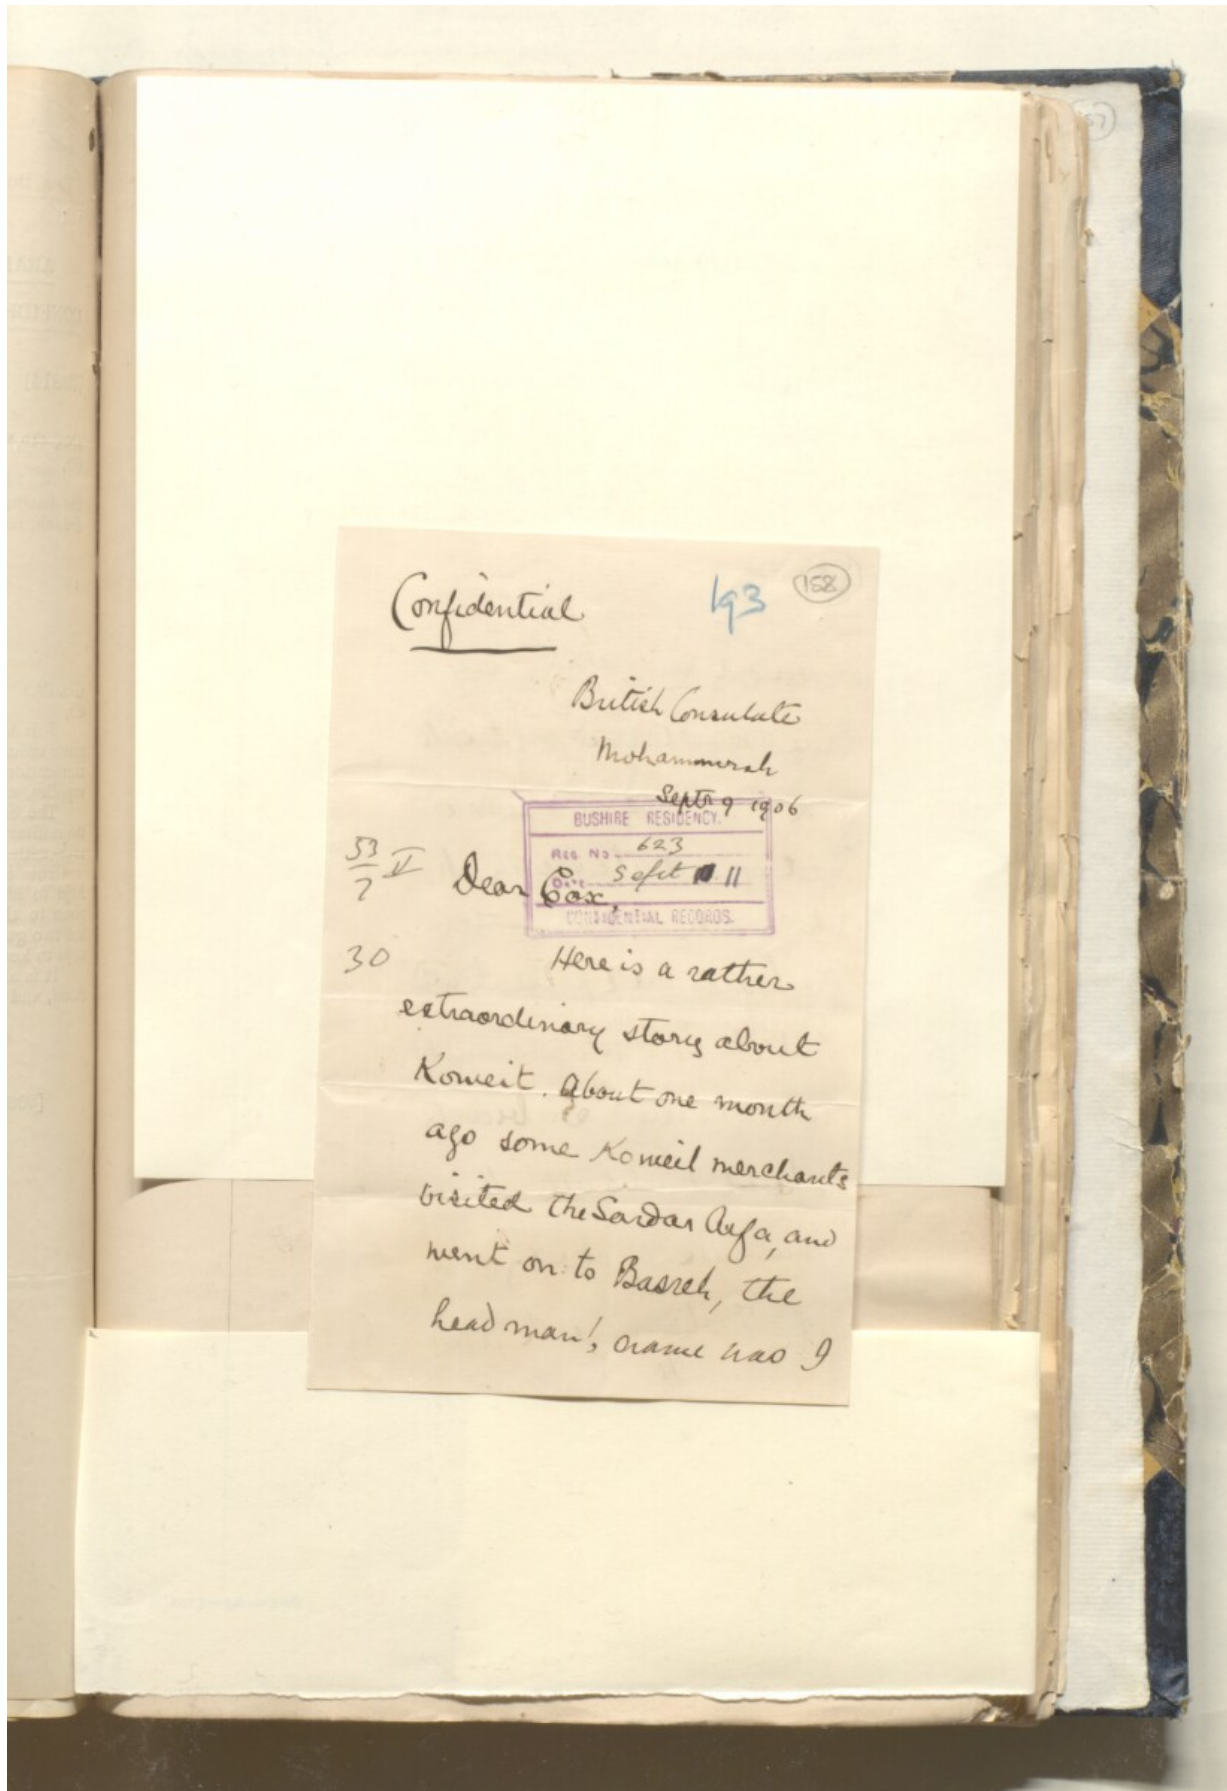 Confidential
193
158
British Consulate
Mohammerah
Septr 9 1906
BUSHIRE RESIDENCY.
REG. No. 623
Date Sept 11
CONFIDENTIAL RECORDS.
53
7
V
Dear Cox,
30
Here is a rather
extraordinary story about
Koweit. About one month
ago some Koweit merchants
visited the Sardar Arfa, and
went on to Basreh, the
head man's name was I